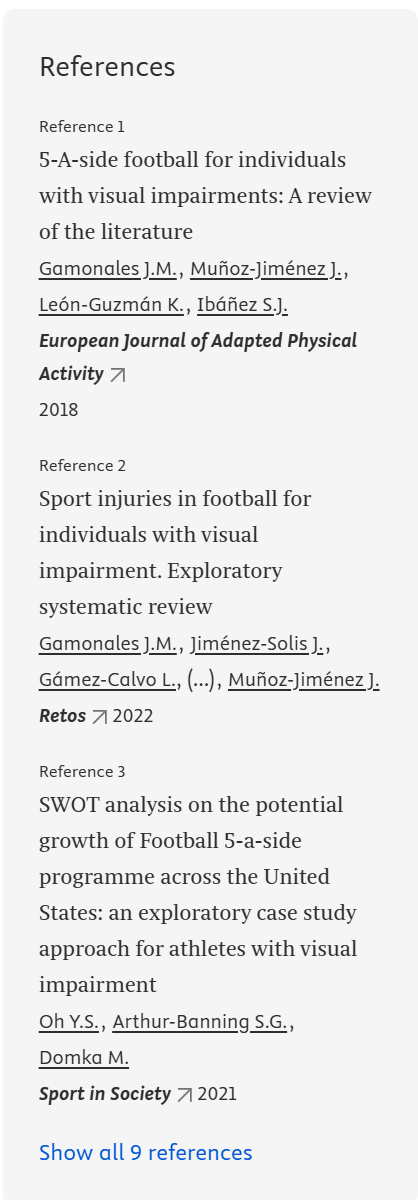 References
Reference 1
5-A-side football for individuals
with visual impairments: A review
of the literature
Gamonales J.M., Muñoz-Jiménez J.,
León-Guzmán K., Ibáñez S.J.
European Journal of Adapted Physical
Activity
2018
Reference 2
Sport injuries in football for
individuals with visual
impairment. Exploratory
systematic review
Gamonales J.M., Jiménez-Solis J.,
Gámez-Calvo L., (...), Muñoz-Jiménez J.
Retos 2022
Reference 3
SWOT analysis on the potential
growth of Football 5-a-side
programme across the United
States: an exploratory case study
approach for athletes with visual
impairment
Oh Y.S., Arthur-Banning S.G.,
Domka M.
Sport in Society 2021
Show all 9 references